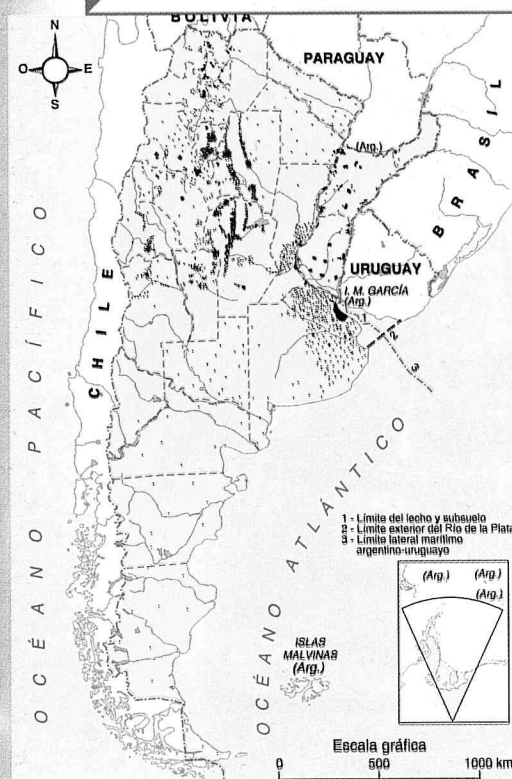 BOLIVIA
N
O E
S
PARAGUAY
(Arg.)
BRASIL
URUGUAY
I. M. GARCÍA
(Arg.)
1
2
3
CHILE
OCÉANO PACÍFICO
OCÉANO ATLÁNTICO
1 - Límite del lecho y subsuelo
2 - Límite exterior del Río de la Plata
3 - Límite lateral marítimo
argentino-uruguayo
(Arg.) (Arg.)
(Arg.)
ISLAS
MALVINAS
(Arg.)
Escala gráfica
0 500 1000 km